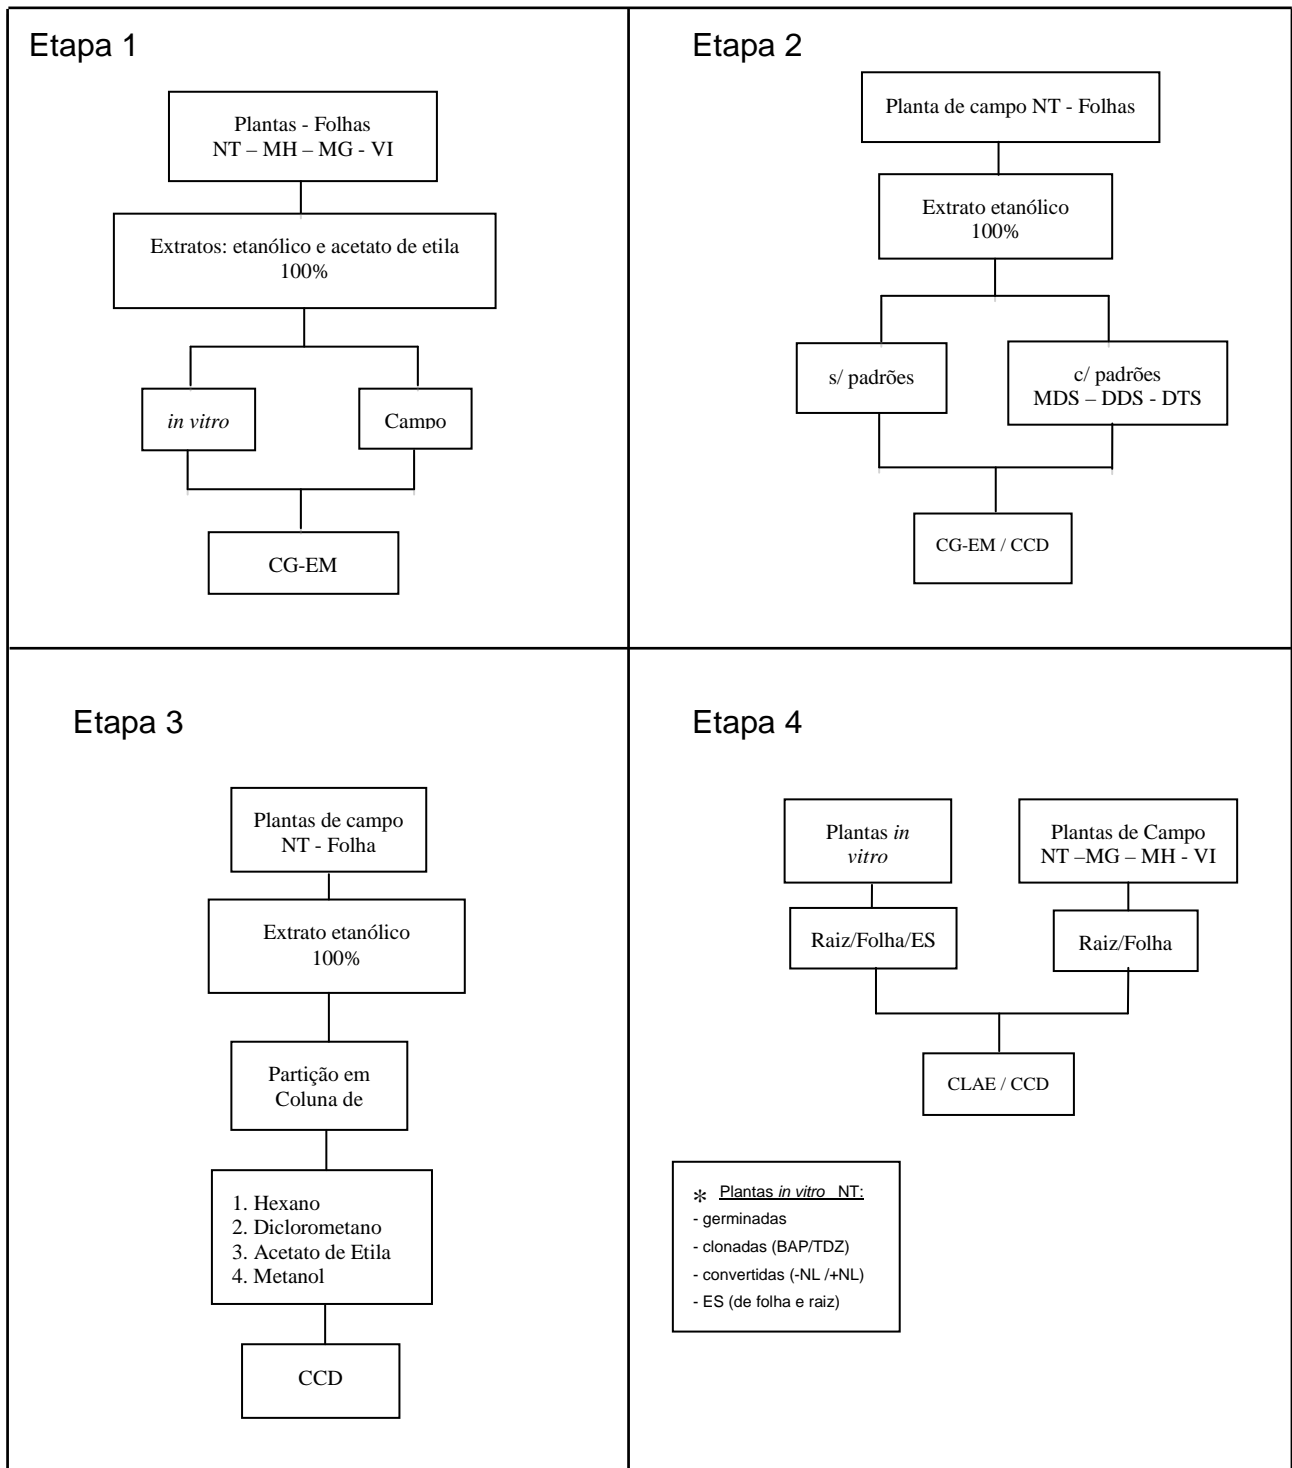 Etapa 1
Plantas - Folhas
NT – MH – MG - VI
Extratos: etanólico e acetato de etila
100%
in vitro
Campo
CG-EM
Etapa 2
Planta de campo NT - Folhas
Extrato etanólico
100%
s/ padrões
c/ padrões
MDS – DDS - DTS
CG-EM / CCD
Etapa 3
Plantas de campo
NT - Folha
Extrato etanólico
100%
Partição em
Coluna de
1. Hexano
2. Diclorometano
3. Acetato de Etila
4. Metanol
CCD
Etapa 4
Plantas in
vitro
Plantas de Campo
NT –MG – MH - VI
Raiz/Folha/ES
Raiz/Folha
CLAE / CCD
* Plantas in vitro NT:
- germinadas
- clonadas (BAP/TDZ)
- convertidas (-NL /+NL)
- ES (de folha e raiz)